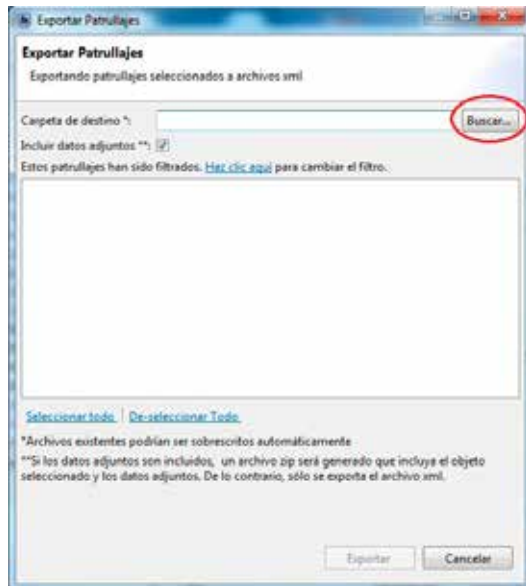 Exportar Patrullajes
Exportar Patrullajes
Exportando patrullajes seleccionados a archivos xml
Carpeta de destino *:
Buscar...
Incluir datos adjuntos **:
Estos patrullajes han sido filtrados. Haz clic aquí para cambiar el filtro.
Seleccionar todo De-seleccionar Todo
*Archivos existentes podrían ser sobrescritos automáticamente
**Si los datos adjuntos son incluidos, un archivo zip será generado que incluya el objeto
seleccionado y los datos adjuntos. De lo contrario, sólo se exporta el archivo xml.
Exportar Cancelar